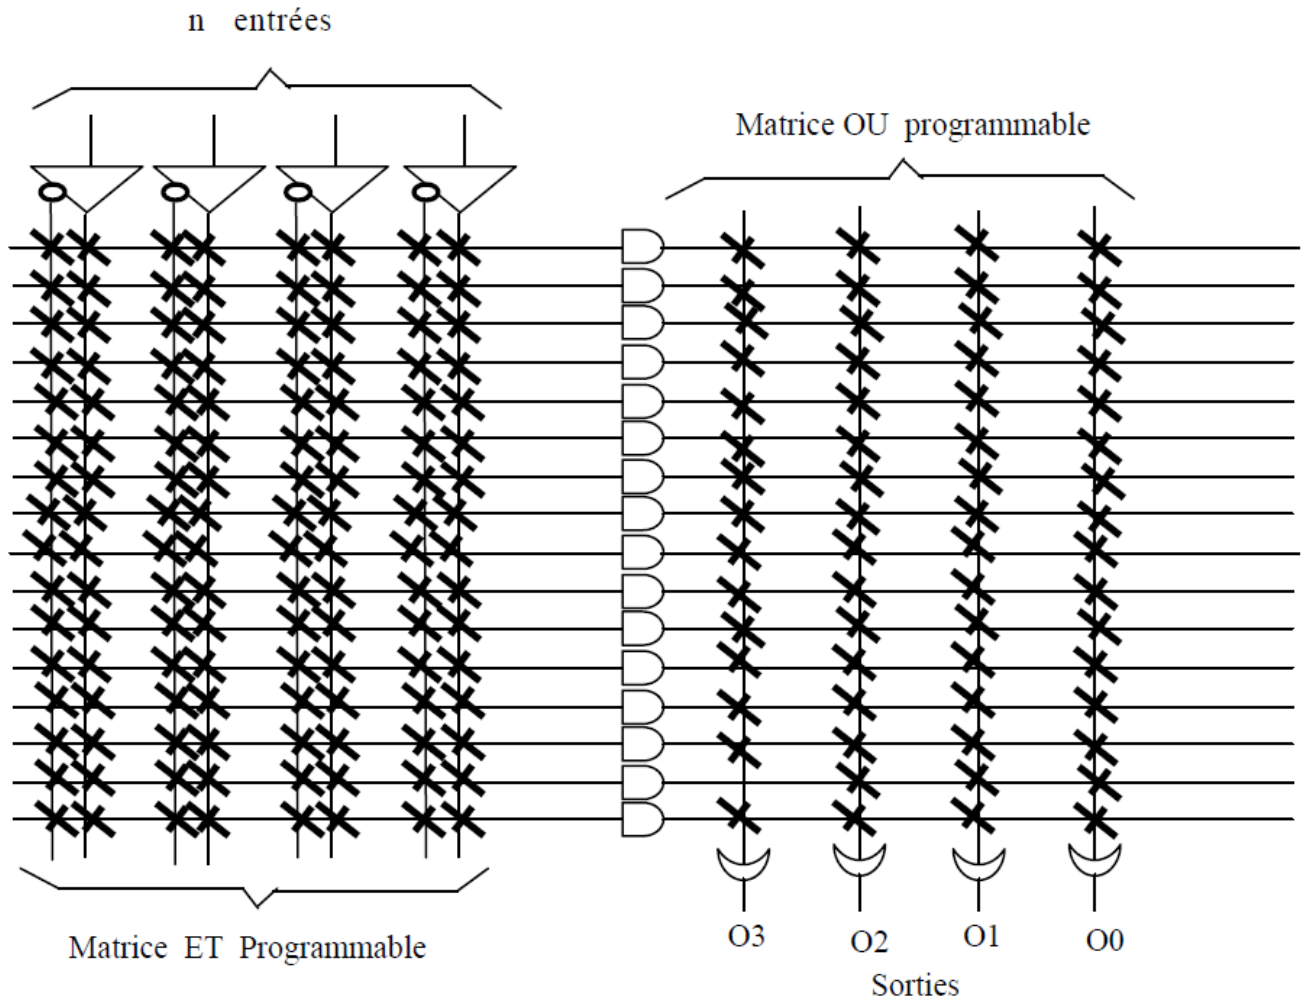 n entrées
Matrice OU programmable
Matrice ET Programmable
O3
O2
O1
O0
Sorties